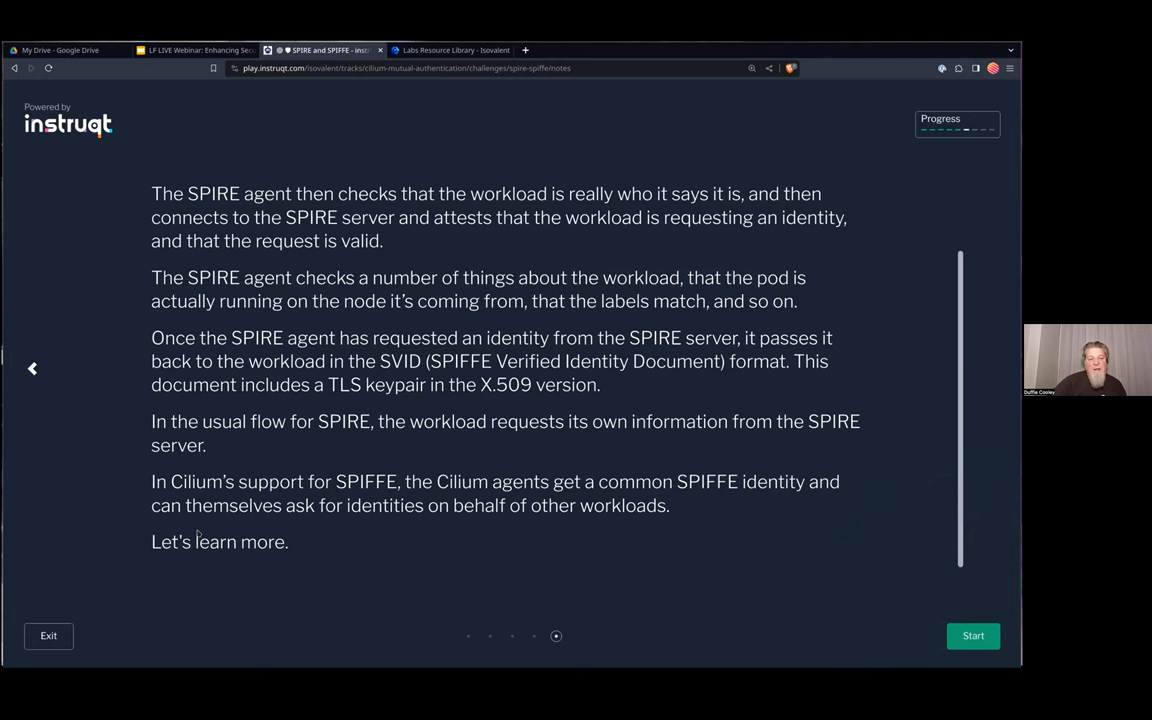 My Drive - Google Drive
LF LIVE Webinar: Enhancing Sec
SPIRE and SPIFFE - instr
Labs Resource Library - Isovalent
play.instruqt.com/isovalent/tracks/cilium-mutual-authentication/challenges/spire-spiffe/notes
Powered by
instruqt
Progress
The SPIRE agent then checks that the workload is really who it says it is, and then
connects to the SPIRE server and attests that the workload is requesting an identity,
and that the request is valid.
The SPIRE agent checks a number of things about the workload, that the pod is
actually running on the node it's coming from, that the labels match, and so on.
Once the SPIRE agent has requested an identity from the SPIRE server, it passes it
back to the workload in the SVID (SPIFFE Verified Identity Document) format. This
document includes a TLS keypair in the X.509 version.
In the usual flow for SPIRE, the workload requests its own information from the SPIRE
server.
In Cilium's support for SPIFFE, the Cilium agents get a common SPIFFE identity and
can themselves ask for identities on behalf of other workloads.
Let's learn more.
Duffie Cooley
Exit
Start